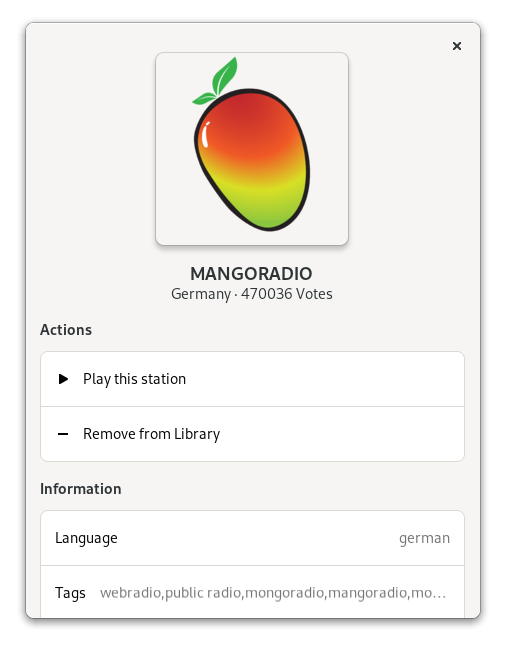 MANGORADIO
Germany · 470036 Votes
Actions
Play this station
Remove from Library
Information
Language german
Tags webradio,public radio,mongoradio,mangoradio,mo…